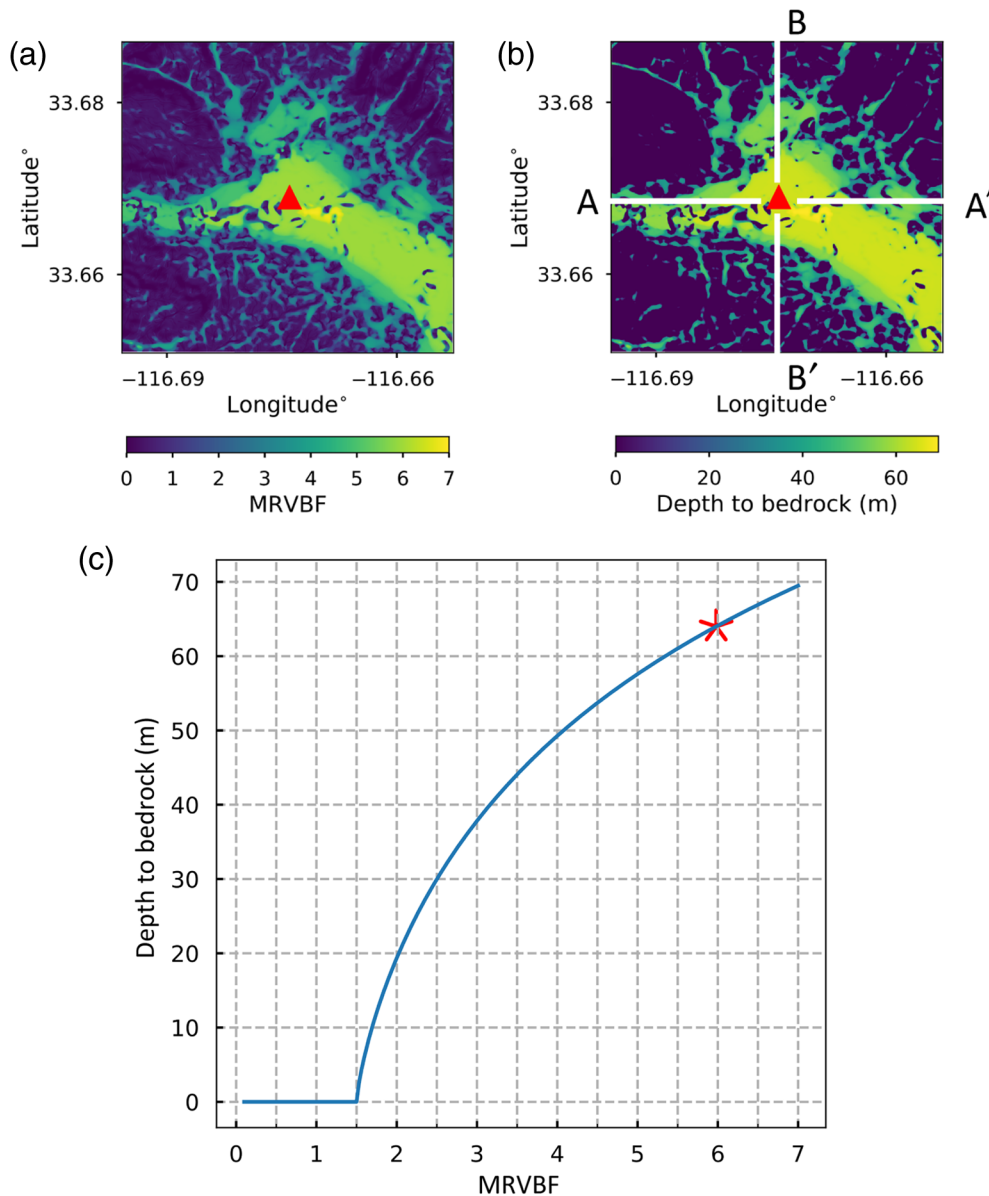 (a)
33.68
33.66
Latitude°
−116.69 −116.66
Longitude°
0 1 2 3 4 5 6 7
MRVBF
(b)
B
A
A′
B′
33.68
33.66
Latitude°
−116.69 −116.66
Longitude°
0 20 40 60
Depth to bedrock (m)
(c)
70
60
50
40
30
20
10
0
Depth to bedrock (m)
0 1 2 3 4 5 6 7
MRVBF